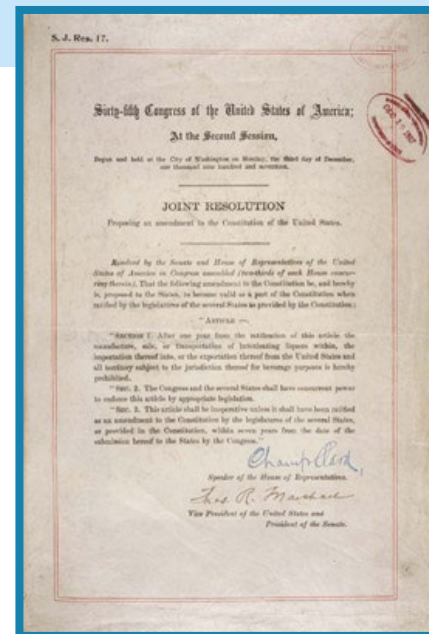 S. J. Res. 17.
Sixty-fifth Congress of the United States of America;
At the Second Session,
Begun and held at the City of Washington on Monday, the third day of December,
one thousand nine hundred and seventeen.
JOINT RESOLUTION
Proposing an amendment to the Constitution of the United States.
Resolved by the Senate and House of Representatives of the United
States of America in Congress assembled (two-thirds of each House concur-
ring therein), That the following amendment to the Constitution be, and hereby
is, proposed to the States, to become valid as a part of the Constitution when
ratified by the legislatures of the several States as provided by the Constitution:
"ARTICLE —.
"SECTION 1. After one year from the ratification of this article the
manufacture, sale, or transportation of intoxicating liquors within, the
importation thereof into, or the exportation thereof from the United States and
all territory subject to the jurisdiction thereof for beverage purposes is hereby
prohibited.
"SEC. 2. The Congress and the several States shall have concurrent power
to enforce this article by appropriate legislation.
"SEC. 3. This article shall be inoperative unless it shall have been ratified
as an amendment to the Constitution by the legislatures of the several States,
as provided in the Constitution, within seven years from the date of the
submission hereof to the States by the Congress."
Champ Clark,
Speaker of the House of Representatives.
Thos. R. Marshall
Vice President of the United States and
President of the Senate.